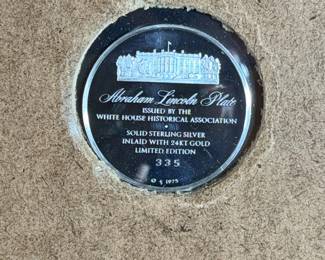 Abraham Lincoln Plate
ISSUED BY THE
WHITE HOUSE HISTORICAL ASSOCIATION
SOLID STERLING SILVER
INLAID WITH 24KT GOLD
LIMITED EDITION
335
1975